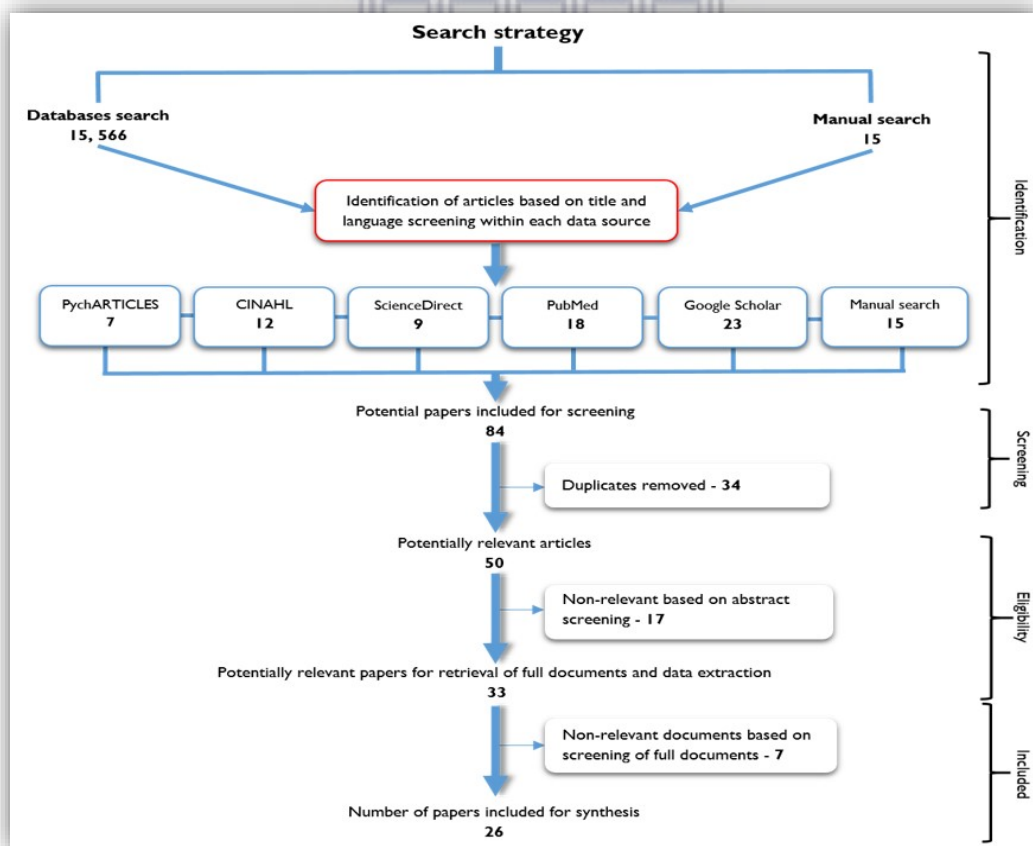 Search strategy
Databases search
15, 566
Manual search
15
Identification of articles based on title and
language screening within each data source
PychARTICLES
7
CINAHL
12
ScienceDirect
9
PubMed
18
Google Scholar
23
Manual search
15
Identification
Potential papers included for screening
84
Duplicates removed - 34
Screening
Potentially relevant articles
50
Non-relevant based on abstract
screening - 17
Potentially relevant papers for retrieval of full documents and data extraction
33
Eligibility
Non-relevant documents based on
screening of full documents - 7
Number of papers included for synthesis
26
Included